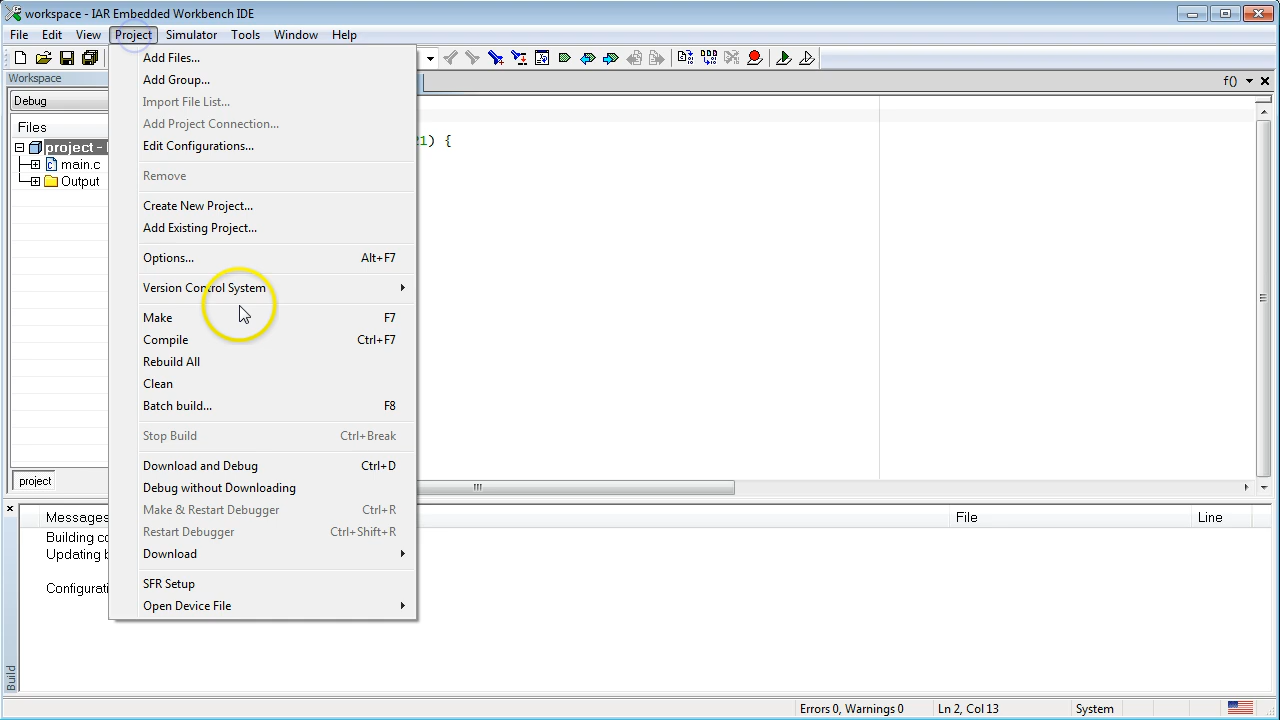 workspace - IAR Embedded Workbench IDE
File Edit View Project Simulator Tools Window Help
Add Files...
Add Group...
Import File List...
Add Project Connection...
Edit Configurations...
Remove
Create New Project...
Add Existing Project...
Options... Alt+F7
Version Control System
Make F7
Compile Ctrl+F7
Rebuild All
Clean
Batch build... F8
Stop Build Ctrl+Break
Download and Debug Ctrl+D
Debug without Downloading
Make & Restart Debugger Ctrl+R
Restart Debugger Ctrl+Shift+R
Download
SFR Setup
Open Device File
Workspace
Debug
Files
project -
main.c
Output
project
f()
1) {
Messages File Line
Building
Updating
Build
Errors 0, Warnings 0 Ln 2, Col 13 System